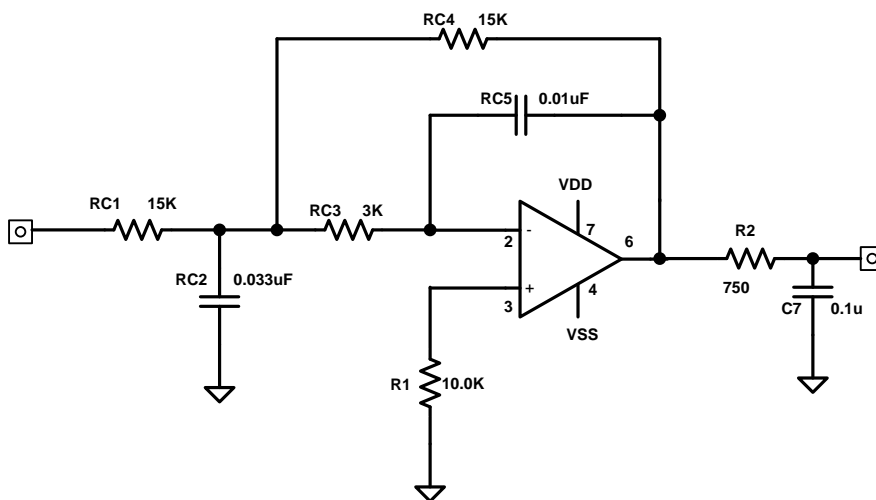 RC4 15K
RC5 0.01uF
RC1 15K
RC3 3K
VDD
7
-
2
6
R2
RC2 0.033uF
750
+
3
4
C7 0.1u
VSS
R1 10.0K